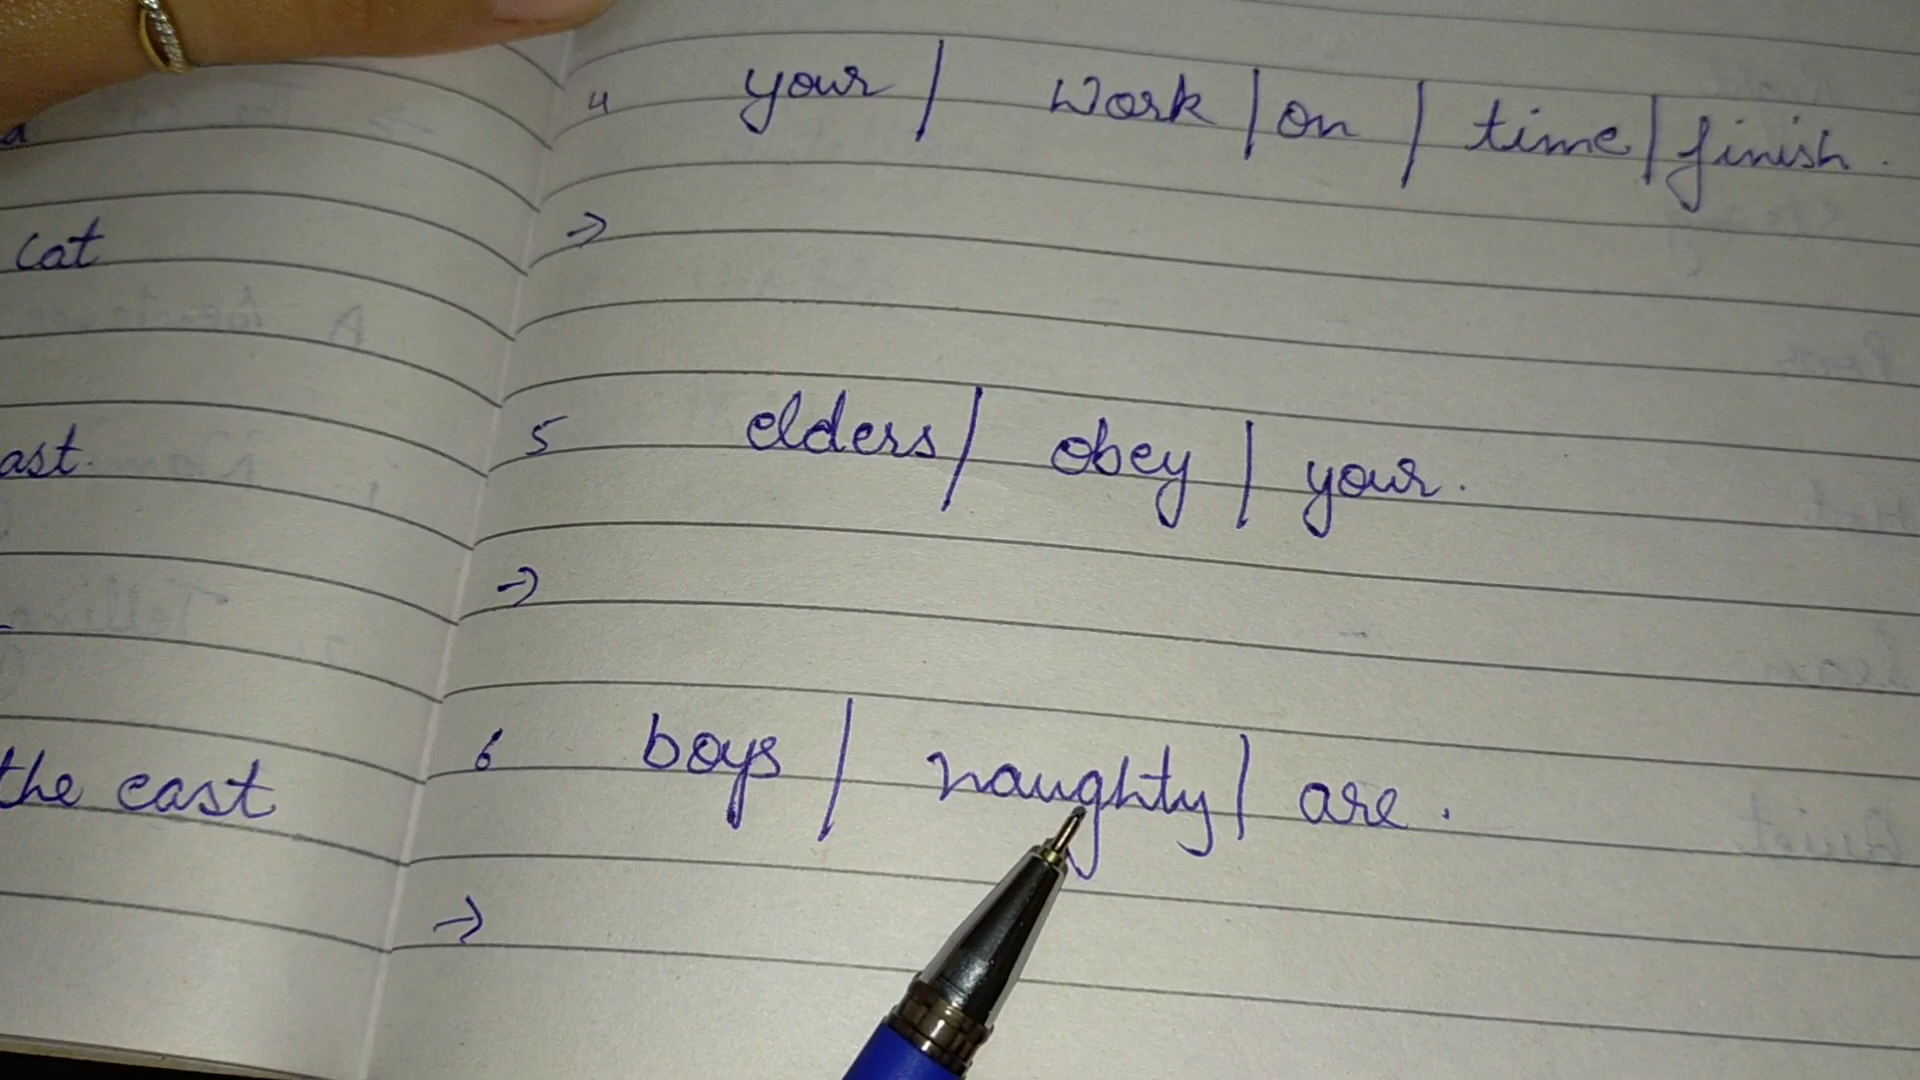 a
cat
ast.
the east
4 your / work / on / time / finish.
→
5 elders / obey / your.
→
6 boys / naughty / are.
→